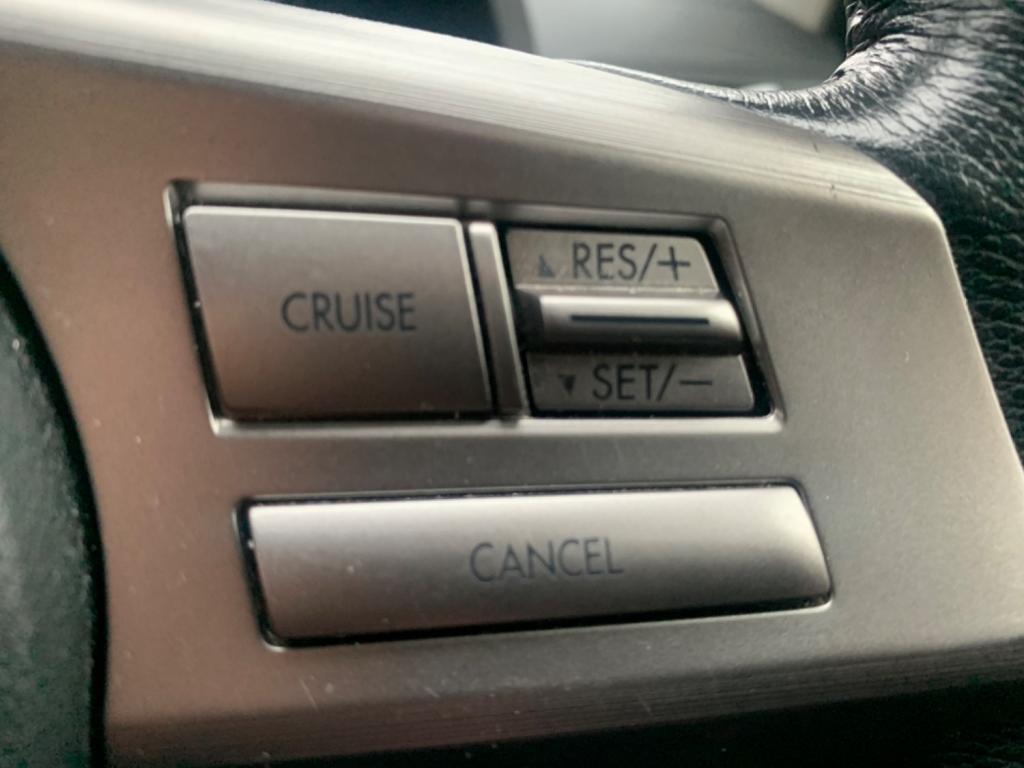 CRUISE
▲ RES/+
▼ SET/−
CANCEL